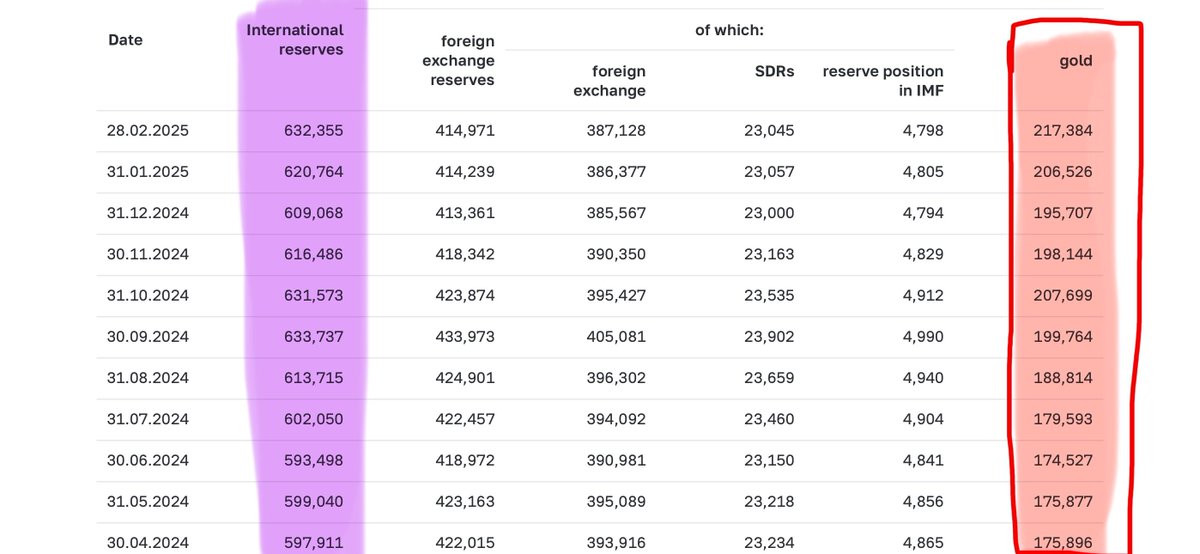 Date International reserves foreign exchange reserves of which: gold
foreign exchange SDRs reserve position in IMF
28.02.2025 632,355 414,971 387,128 23,045 4,798 217,384
31.01.2025 620,764 414,239 386,377 23,057 4,805 206,526
31.12.2024 609,068 413,361 385,567 23,000 4,794 195,707
30.11.2024 616,486 418,342 390,350 23,163 4,829 198,144
31.10.2024 631,573 423,874 395,427 23,535 4,912 207,699
30.09.2024 633,737 433,973 405,081 23,902 4,990 199,764
31.08.2024 613,715 424,901 396,302 23,659 4,940 188,814
31.07.2024 602,050 422,457 394,092 23,460 4,904 179,593
30.06.2024 593,498 418,972 390,981 23,150 4,841 174,527
31.05.2024 599,040 423,163 395,089 23,218 4,856 175,877
30.04.2024 597,911 422,015 393,916 23,234 4,865 175,896